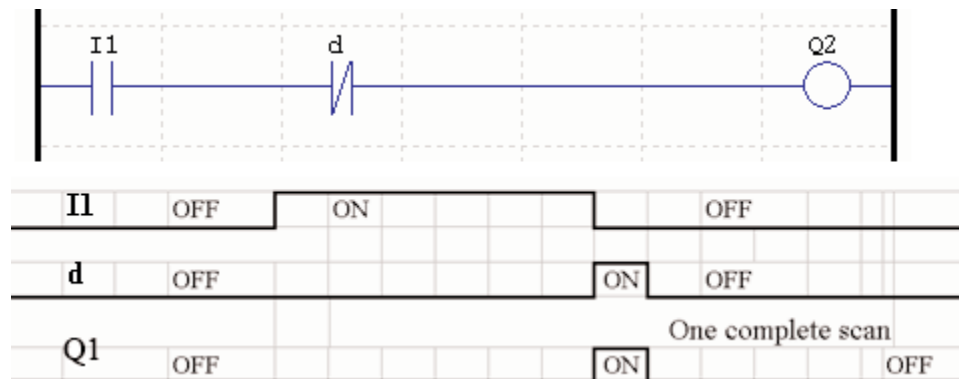 I1 d Q2
I1 OFF ON OFF
d OFF ON OFF
One complete scan
Q1 OFF ON OFF